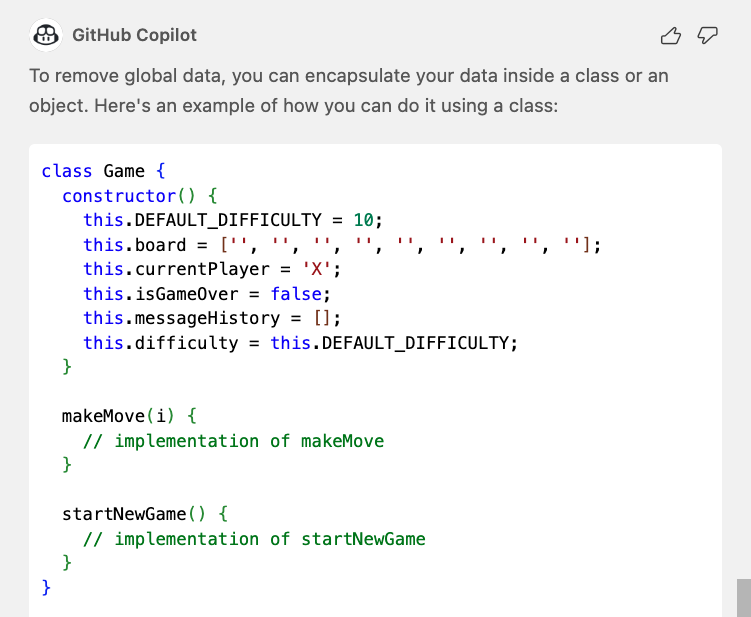 GitHub Copilot
To remove global data, you can encapsulate your data inside a class or an
object. Here's an example of how you can do it using a class:
class Game {
  constructor() {
    this.DEFAULT_DIFFICULTY = 10;
    this.board = ['', '', '', '', '', '', '', '', ''];
    this.currentPlayer = 'X';
    this.isGameOver = false;
    this.messageHistory = [];
    this.difficulty = this.DEFAULT_DIFFICULTY;
  }
  makeMove(i) {
    // implementation of makeMove
  }
  startNewGame() {
    // implementation of startNewGame
  }
}